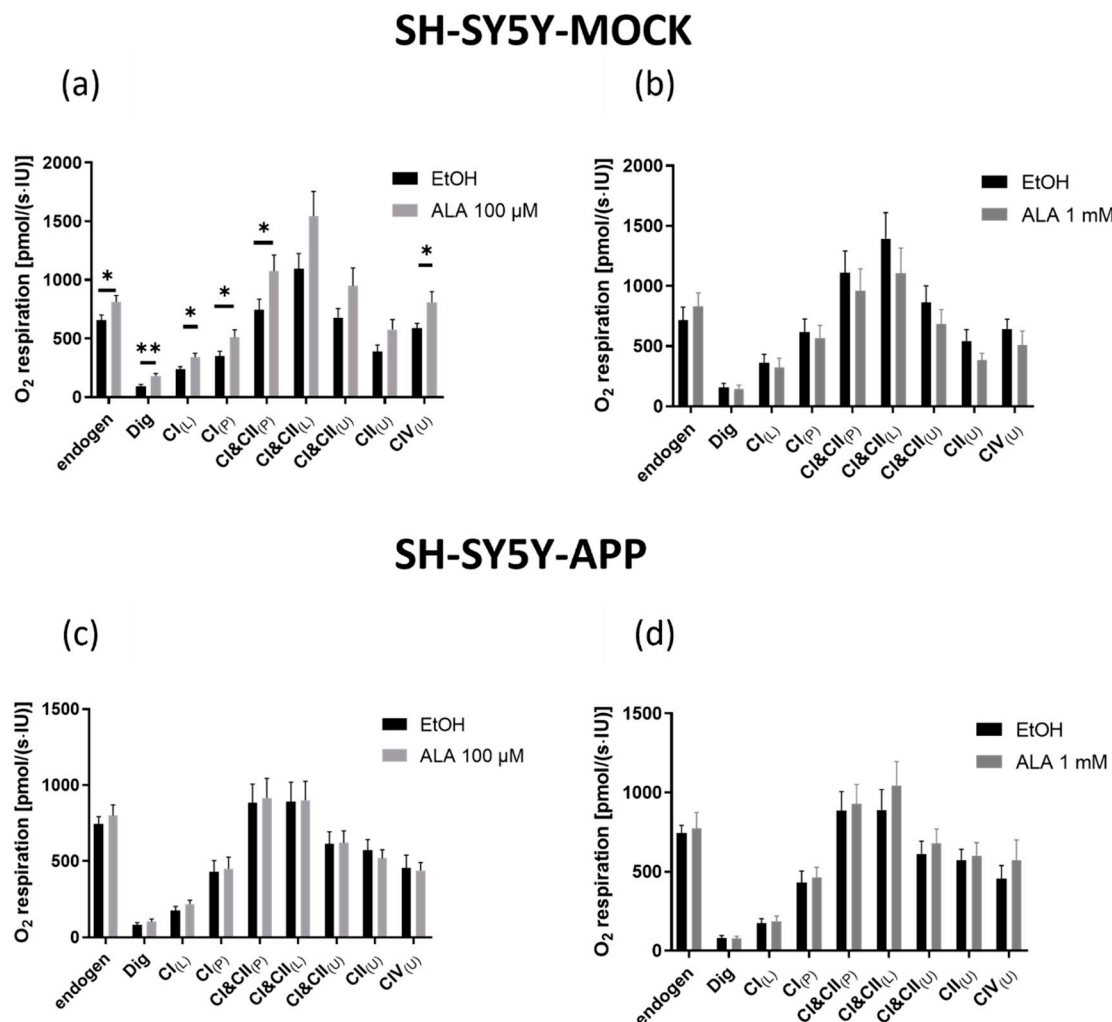 SH-SY5Y-MOCK
(a)
O₂ respiration [pmol/(s·IU)]
2000
1500
1000
500
0
EtOH
ALA 100 µM
*
**
*
*
*
*
endogen
Dig
CI(L)
CI(P)
CI&CII(P)
CI&CII(L)
CI&CII(U)
CII(U)
CIV(U)
(b)
O₂ respiration [pmol/(s·IU)]
2000
1500
1000
500
0
EtOH
ALA 1 mM
endogen
Dig
CI(L)
CI(P)
CI&CII(P)
CI&CII(L)
CI&CII(U)
CII(U)
CIV(U)
SH-SY5Y-APP
(c)
O₂ respiration [pmol/(s·IU)]
1500
1000
500
0
EtOH
ALA 100 µM
endogen
Dig
CI(L)
CI(P)
CI&CII(P)
CI&CII(L)
CI&CII(U)
CII(U)
CIV(U)
(d)
O₂ respiration [pmol/(s·IU)]
1500
1000
500
0
EtOH
ALA 1 mM
endogen
Dig
CI(L)
CI(P)
CI&CII(P)
CI&CII(L)
CI&CII(U)
CII(U)
CIV(U)